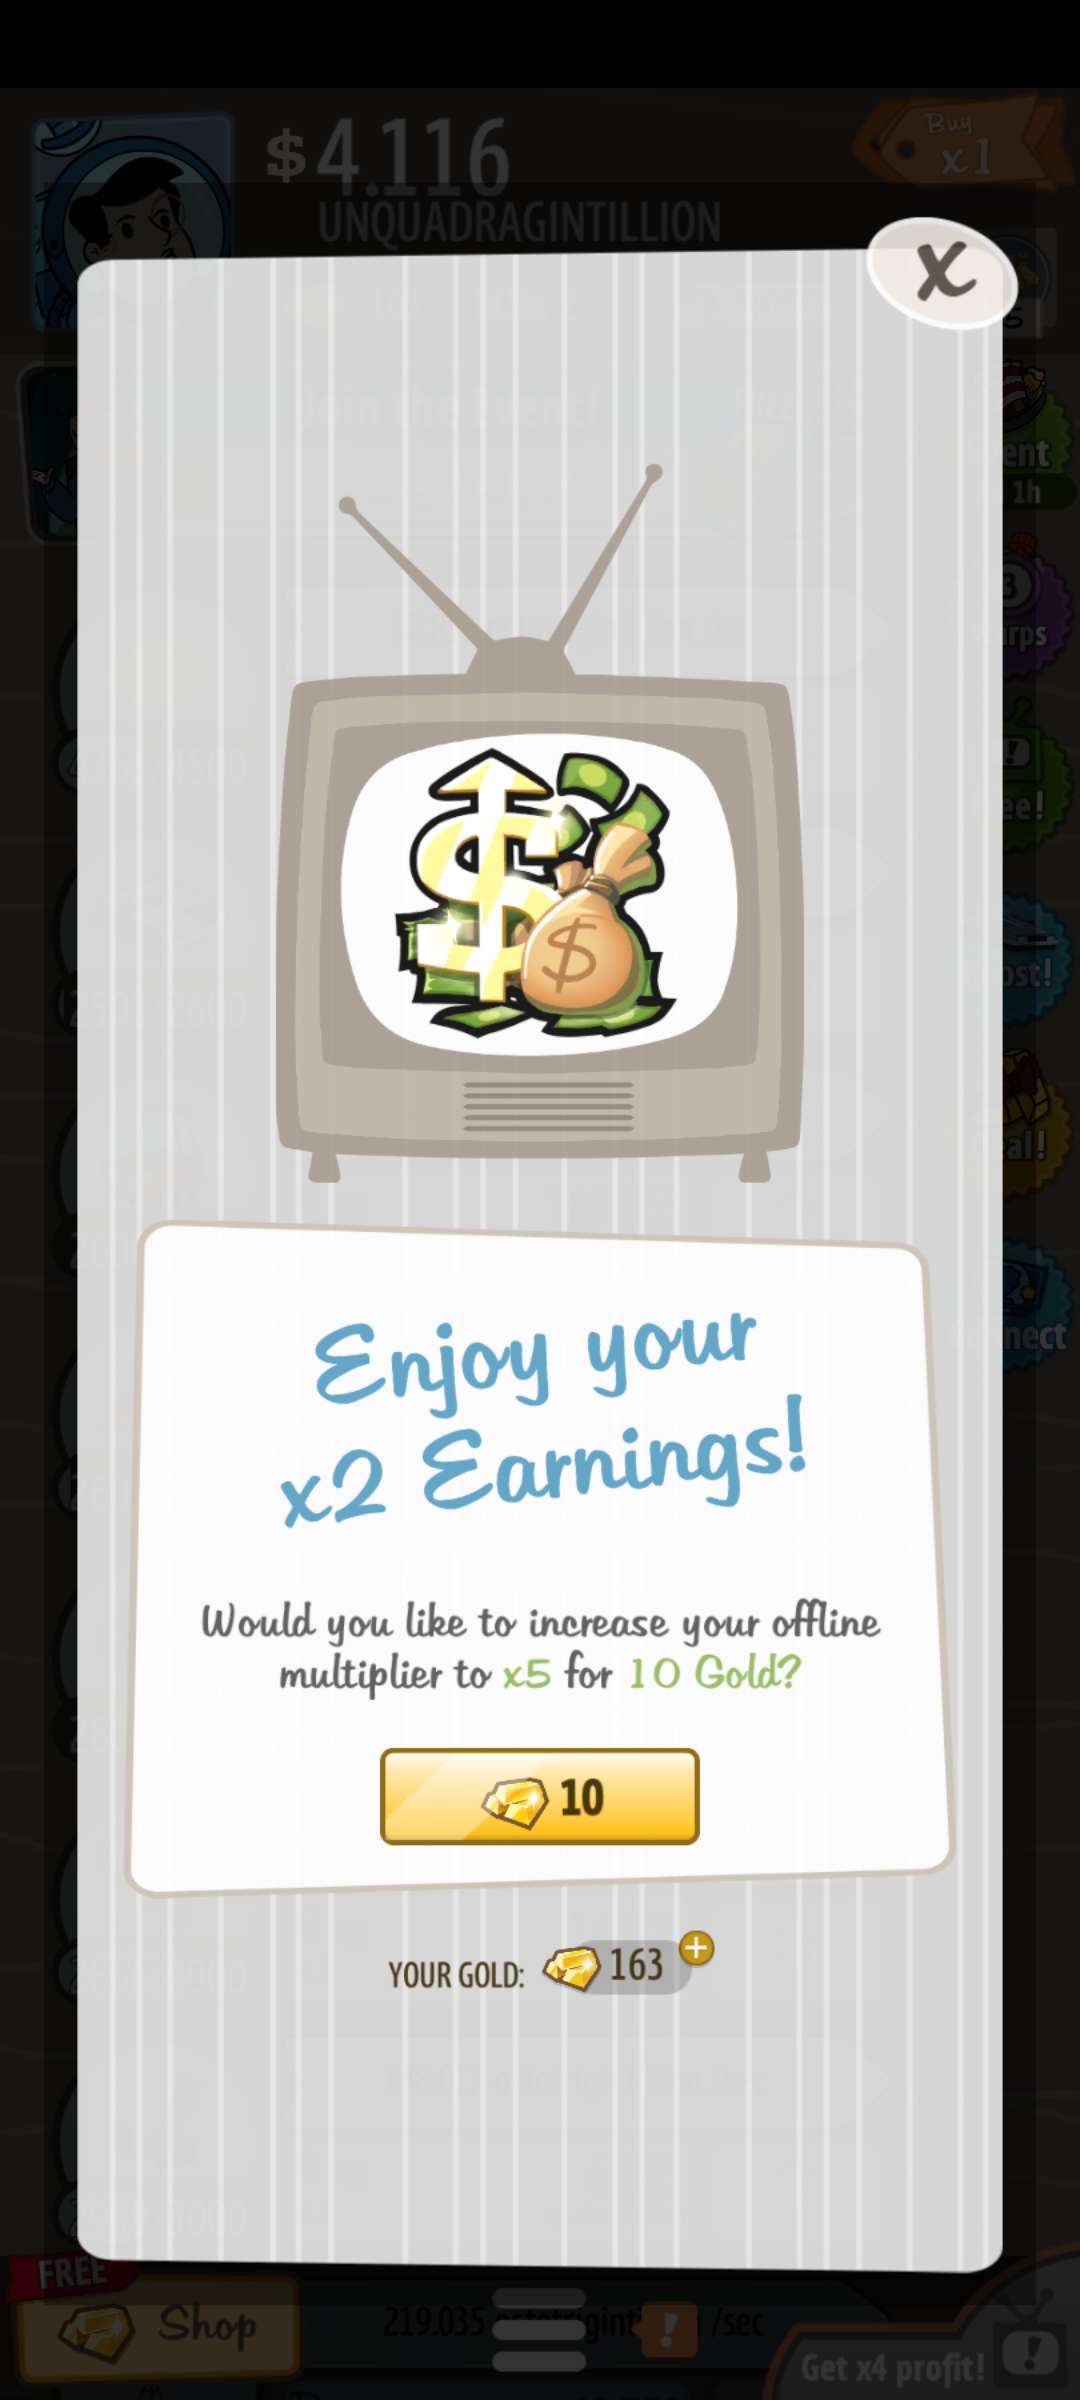 $4.116
UNQUADRAGINTILLION
Buy
x1
X
1h
Enjoy your
x2 Earnings!
Would you like to increase your offline
multiplier to x5 for 10 Gold?
10
YOUR GOLD: 163
FREE
Shop
219.035 /sec
Get x4 profit!